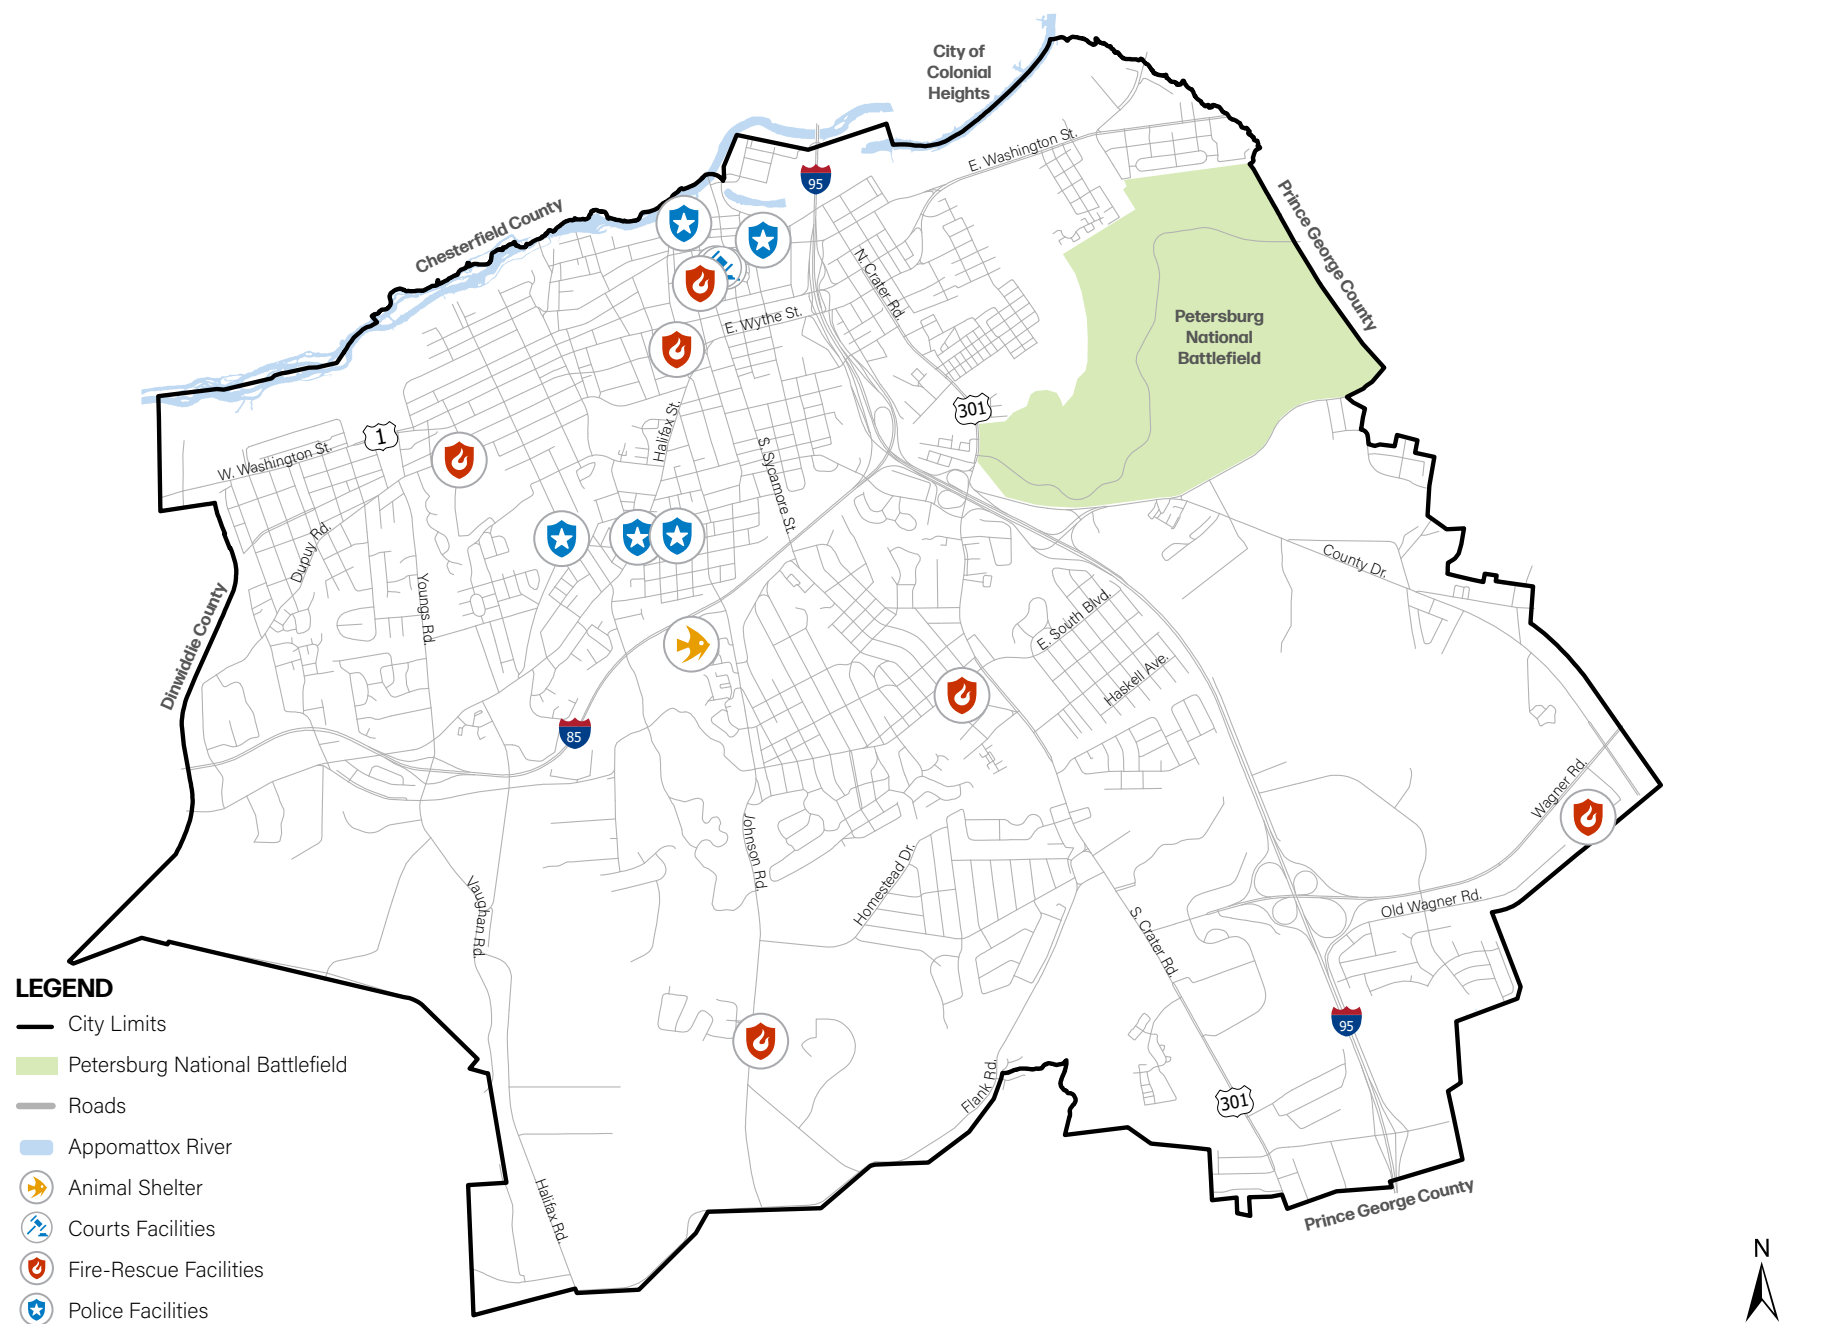 City of
Colonial
Heights
E. Washington St.
95
Chesterfield County
Prince George County
N. Crater Rd.
E. Wythe St.
Petersburg
National
Battlefield
301
1
Halifax St.
W. Washington St.
S. Sycamore St.
Dupuy Rd.
County Dr.
Youngs Rd.
E. South Blvd.
Dinwiddie County
Haskell Ave.
85
Wagner Rd.
Johnson Rd.
Homestead Dr.
Vaughan Rd.
Old Wagner Rd.
S. Crater Rd.
95
Flank Rd.
301
Halifax Rd.
Prince George County
N
LEGEND
City Limits
Petersburg National Battlefield
Roads
Appomattox River
Animal Shelter
Courts Facilities
Fire-Rescue Facilities
Police Facilities